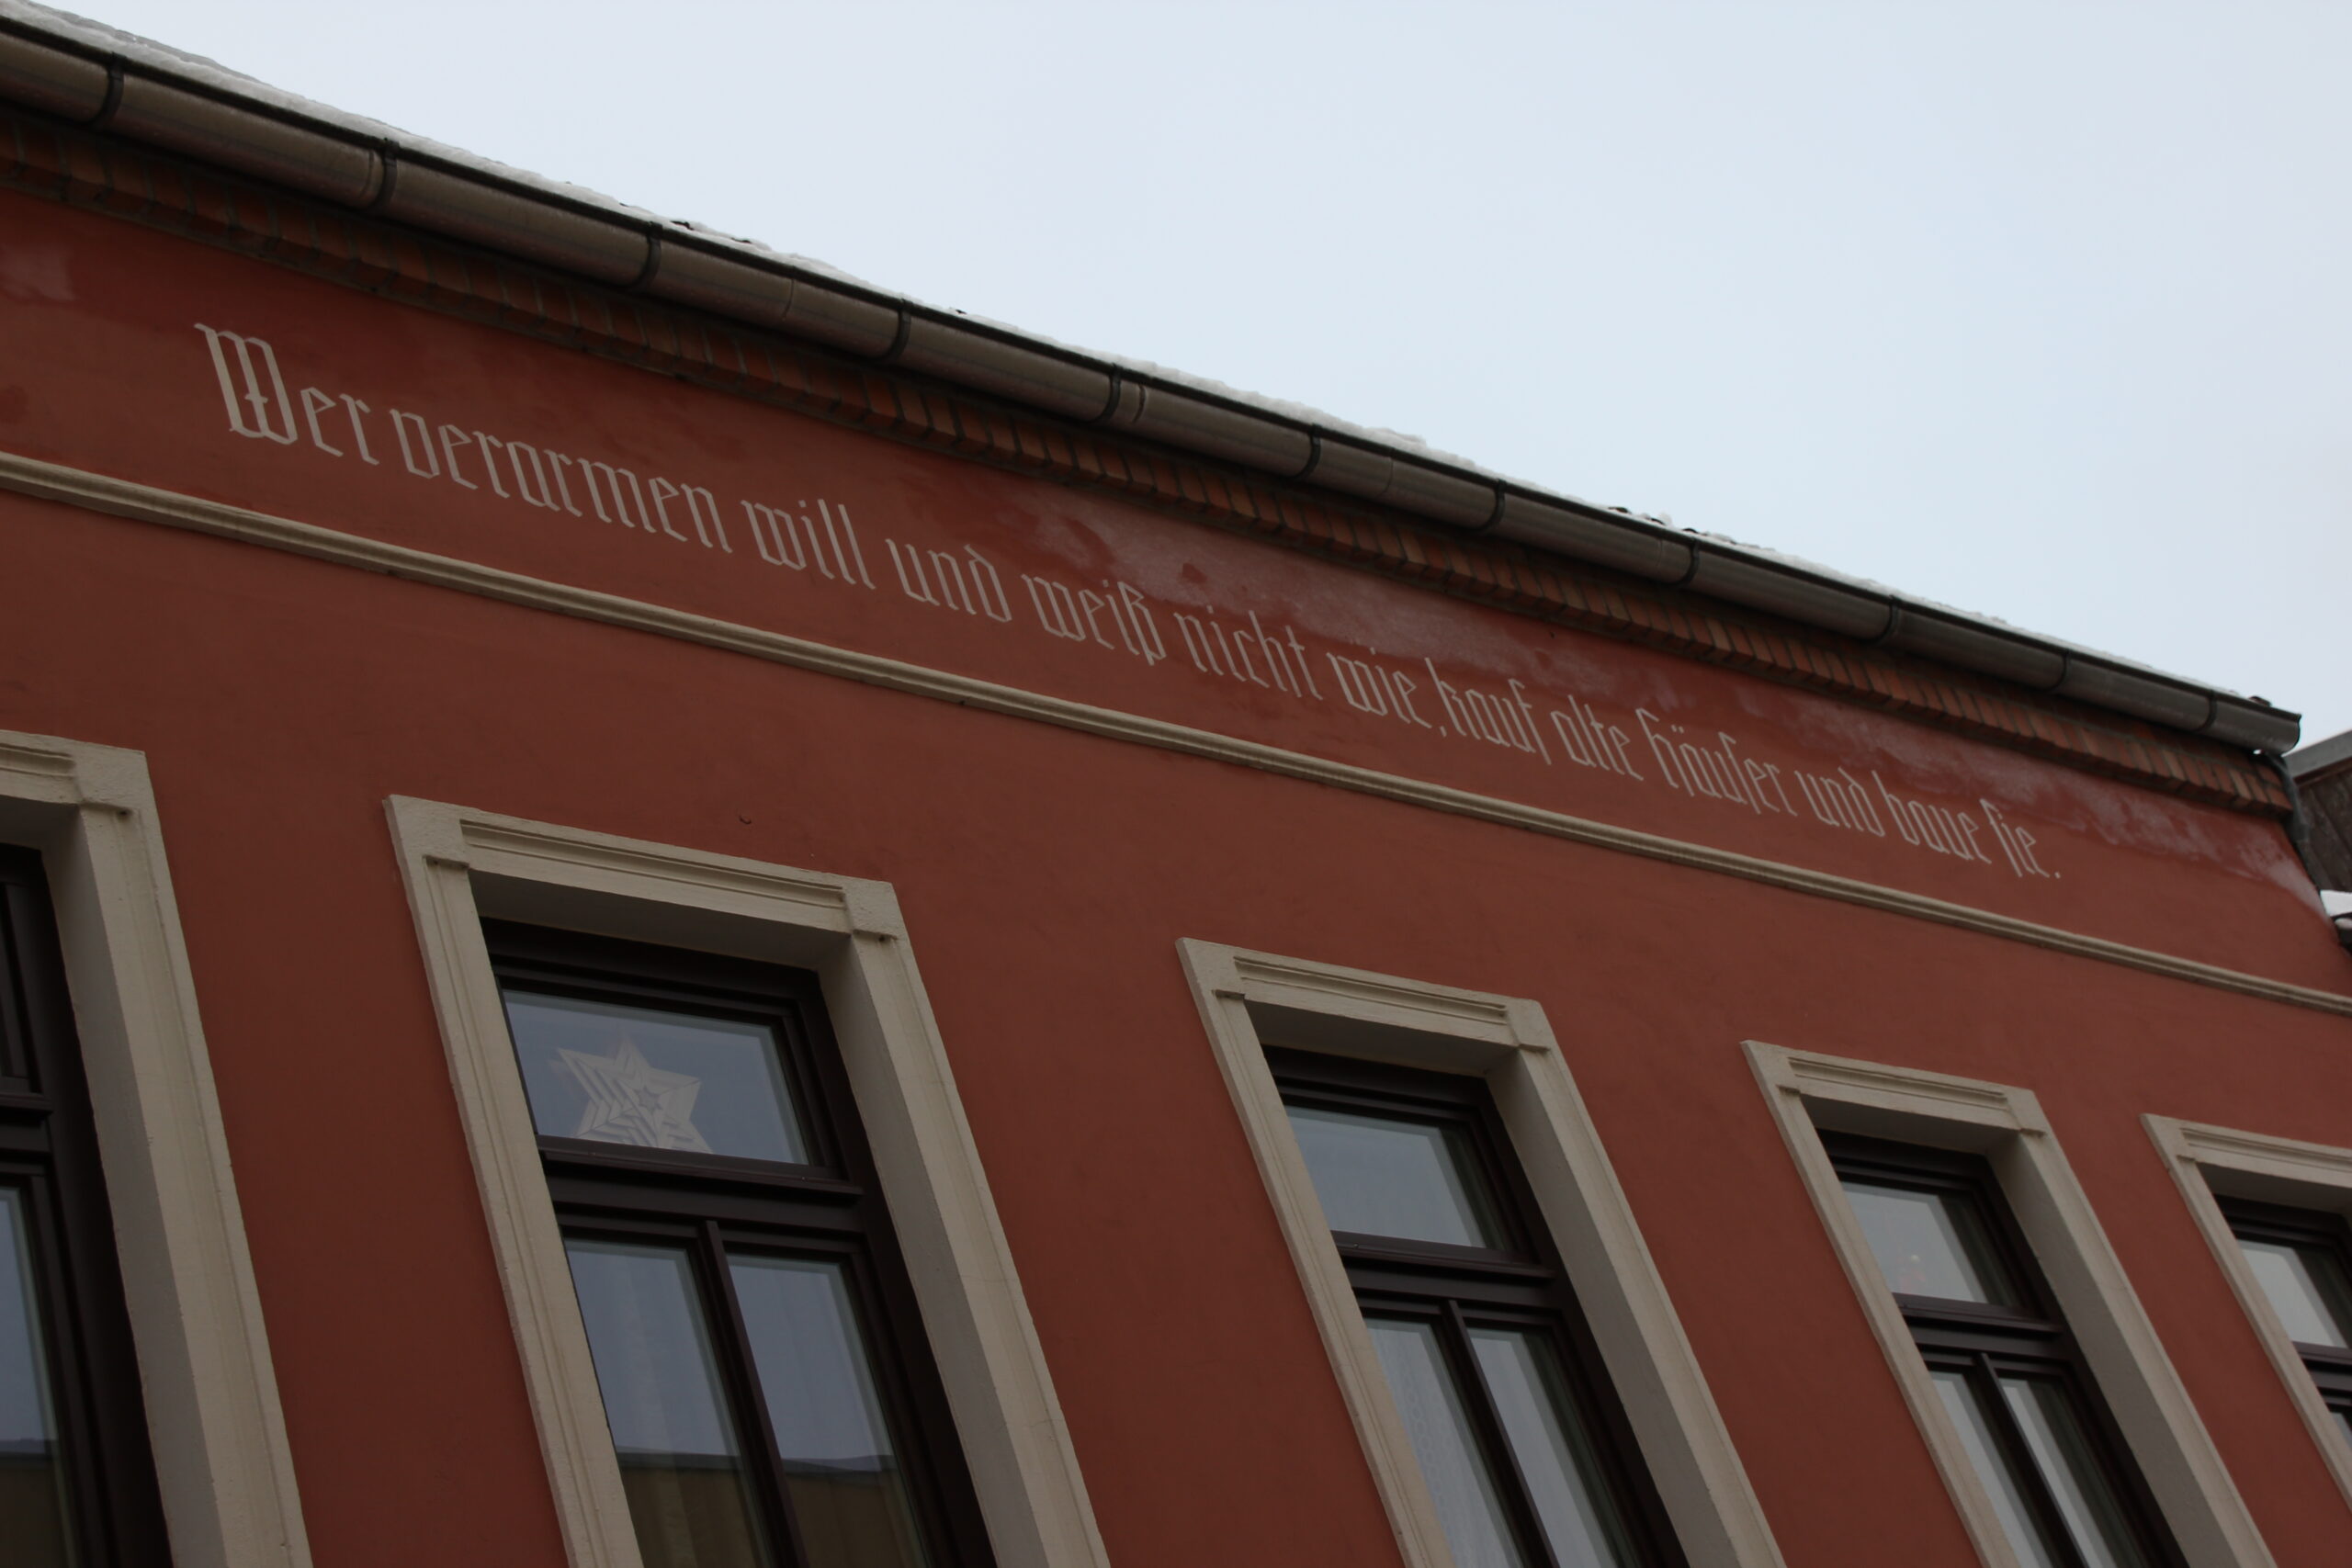 Wer verarmen will und weiß nicht wie, kauf alte Häuſer und baue ſie.